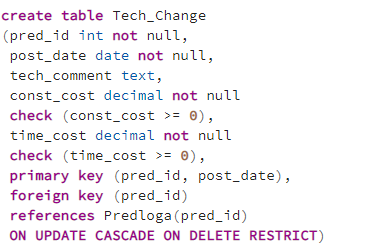 create table Tech_Change
(pred_id int not null,
post_date date not null,
tech_comment text,
const_cost decimal not null
check (const_cost >= 0),
time_cost decimal not null
check (time_cost >= 0),
primary key (pred_id, post_date),
foreign key (pred_id)
references Predloga(pred_id)
ON UPDATE CASCADE ON DELETE RESTRICT)